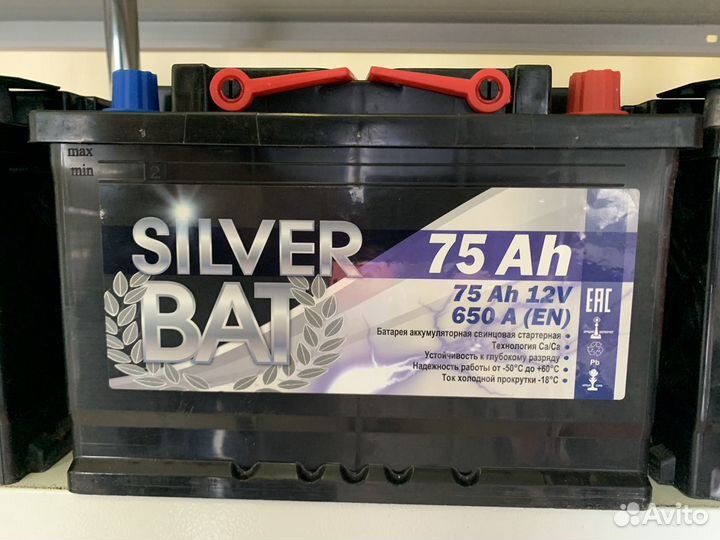 max
min
2
SILVER
BAT
75 Ah
75 Ah 12V
650 A (EN)
Батарея аккумуляторная свинцовая стартерная
Технология Ca/Ca
Устойчивость к глубокому разряду
Надежность работы от -50°C до +60°C
Ток холодной прокрутки -18°C
EAC
Pb
Avito